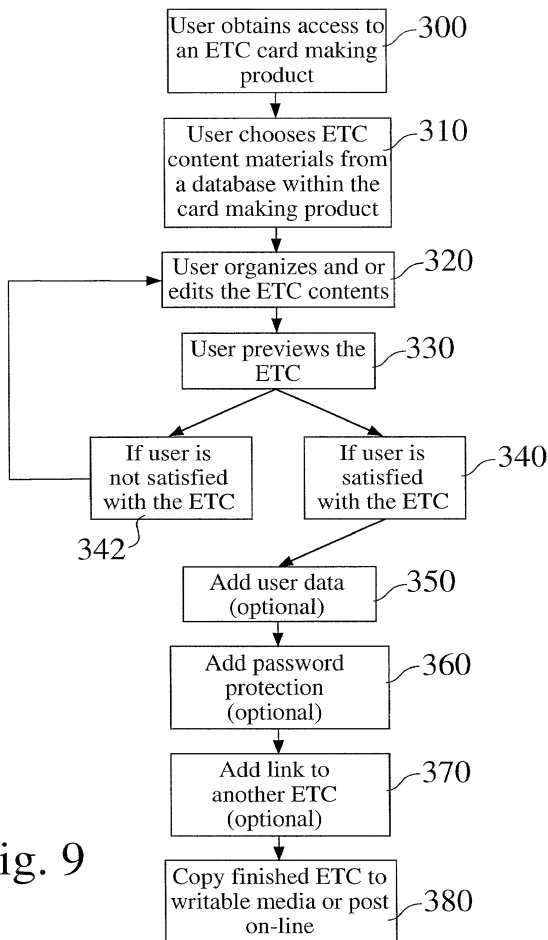 User obtains access to
an ETC card making
product
300
User chooses ETC
content materials from
a database within the
card making product
310
User organizes and or
edits the ETC contents
320
User previews the
ETC
330
If user is
not satisfied
with the ETC
342
If user is
satisfied
with the ETC
340
Add user data
(optional)
350
Add password
protection
(optional)
360
Add link to
another ETC
(optional)
370
ig. 9
Copy finished ETC to
writable media or post
on-line
380